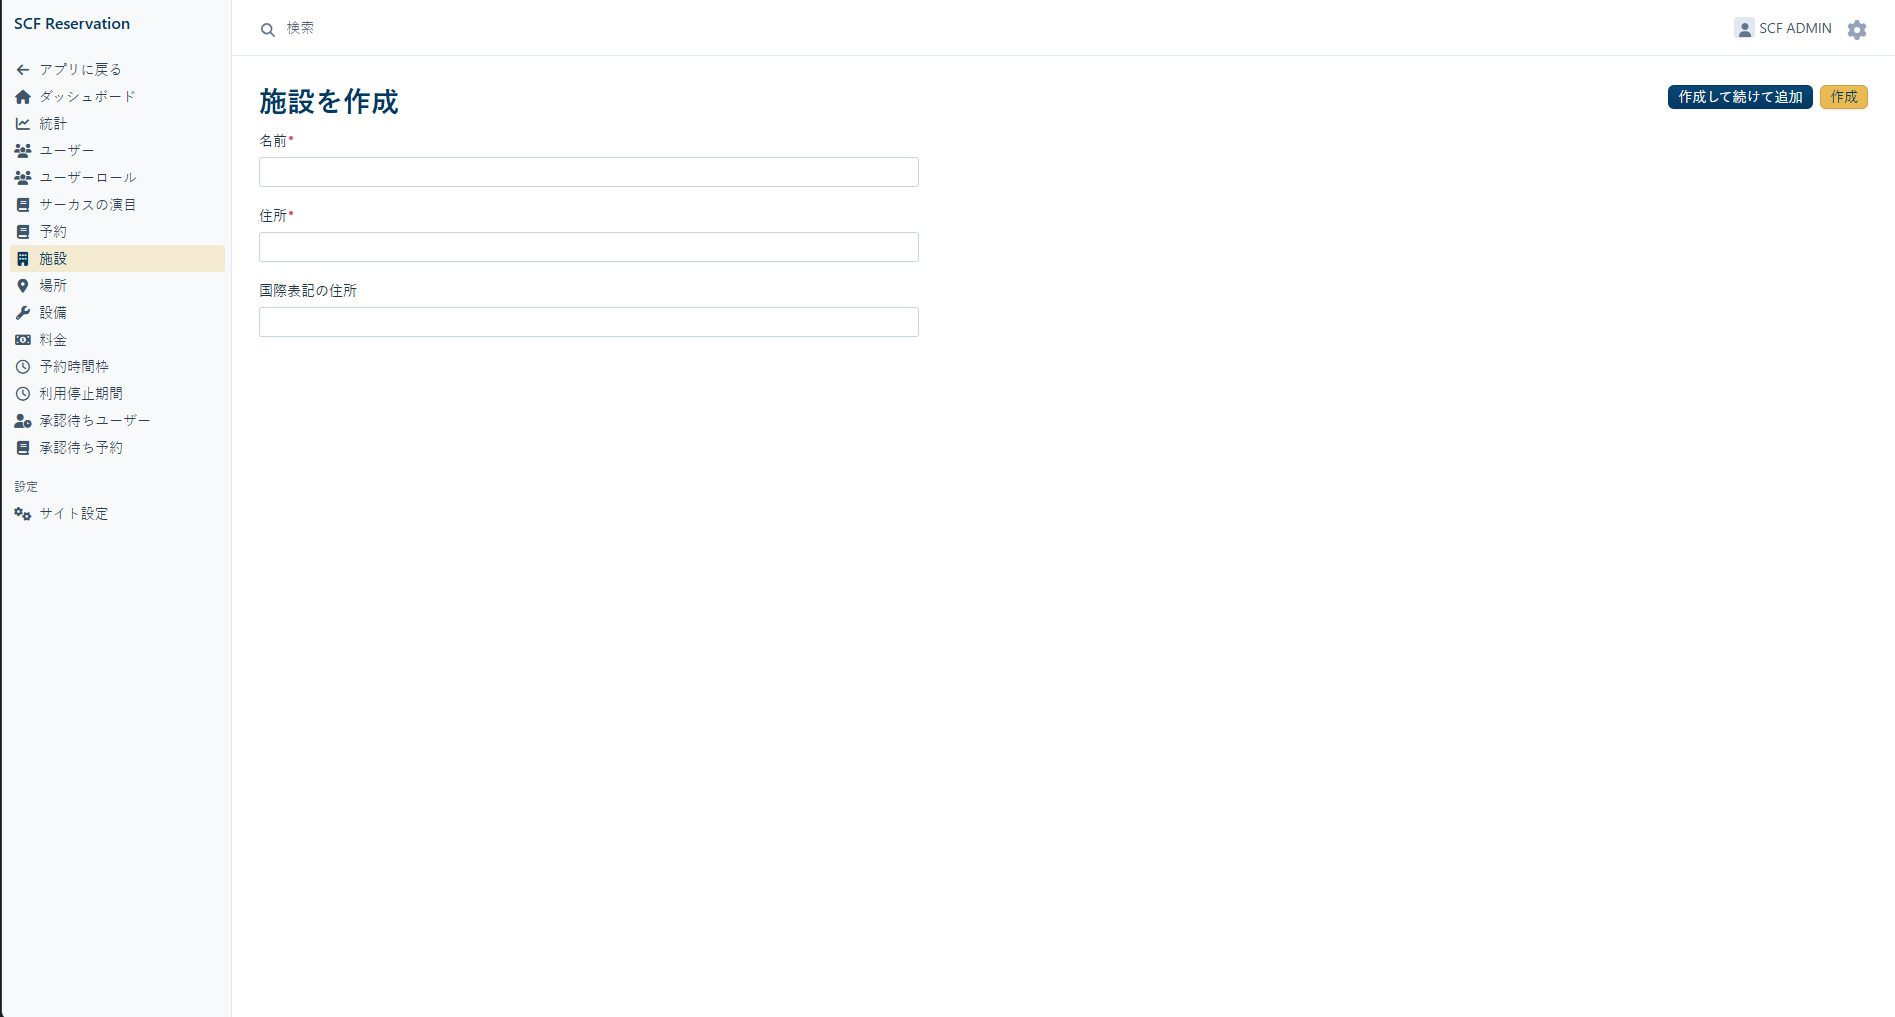 SCF Reservation
アプリに戻る
ダッシュボード
統計
ユーザー
ユーザーロール
サーカスの演目
予約
施設
場所
設備
料金
予約時間枠
利用停止期間
承認待ちユーザー
承認待ち予約
設定
サイト設定
検索
SCF ADMIN
施設を作成
作成して続けて追加
作成
名前*
住所*
国際表記の住所